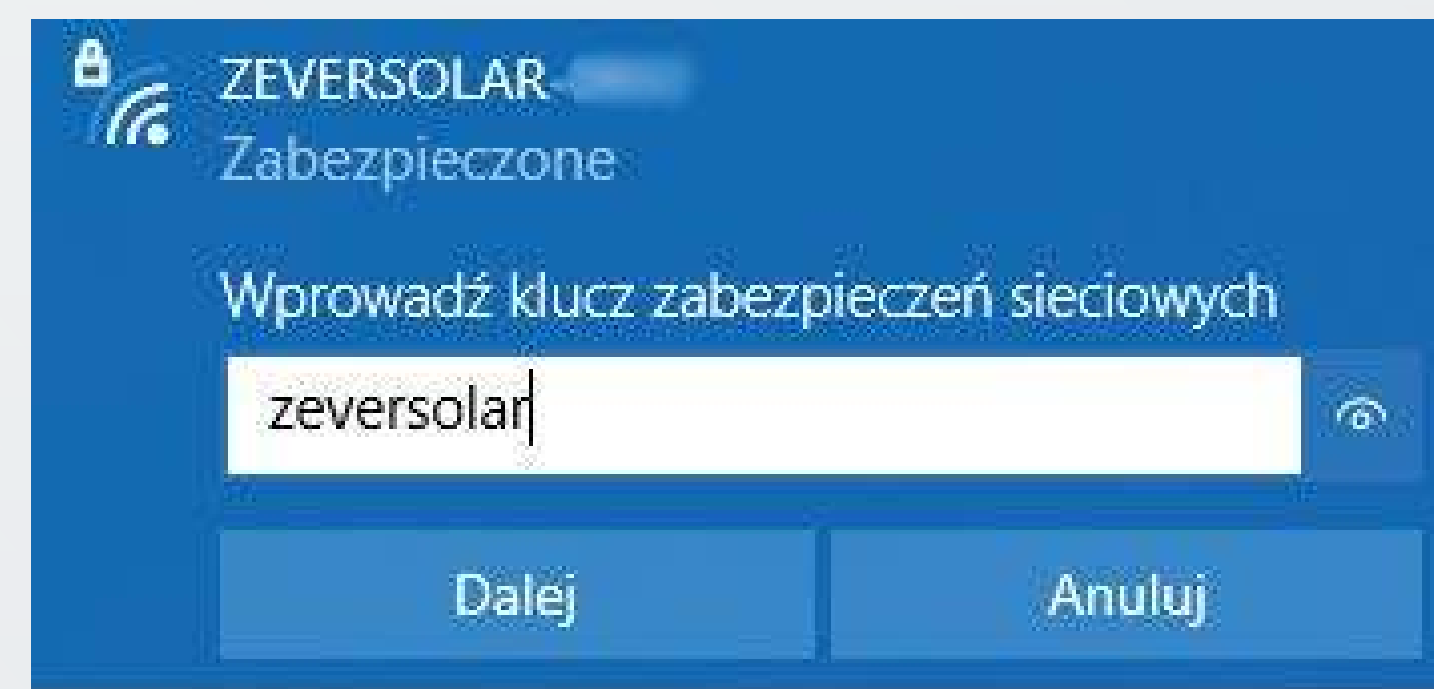 ZEVERSOLAR-
Zabezpieczone
Wprowadź klucz zabezpieczeń sieciowych
zeversolar
Dalej
Anuluj